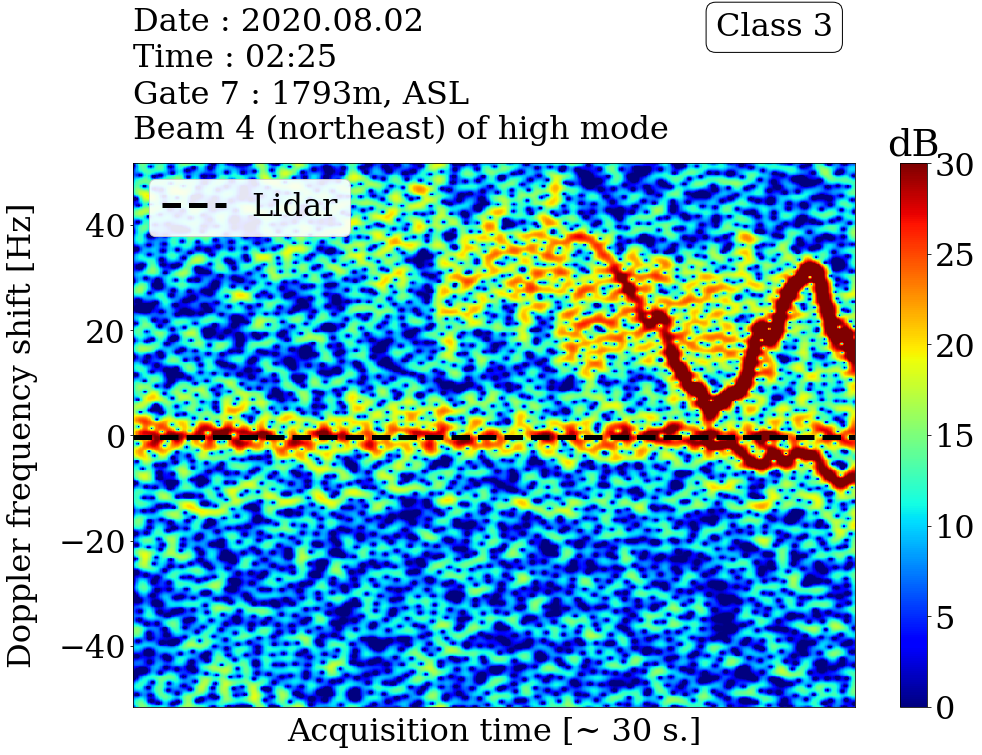 Date : 2020.08.02
Time : 02:25
Gate 7 : 1793m, ASL
Beam 4 (northeast) of high mode
Class 3
dB
Lidar
Doppler frequency shift [Hz]
40
20
0
−20
−40
Acquisition time [~ 30 s.]
30
25
20
15
10
5
0